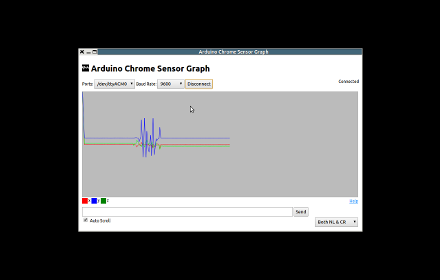 Arduino Chrome Sensor Graph
Arduino Chrome Sensor Graph
Ports: /dev/ttyACM0 Baud Rate: 9600 Disconnect
Connected
Help
Send
Auto Scroll
Both NL & CR